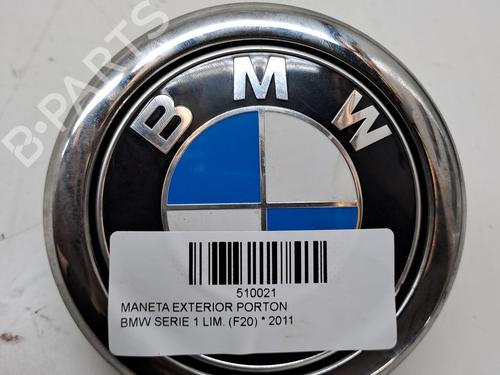 B-PARTS
BMW
510021
MANETA EXTERIOR PORTON
BMW SERIE 1 LIM. (F20) * 2011